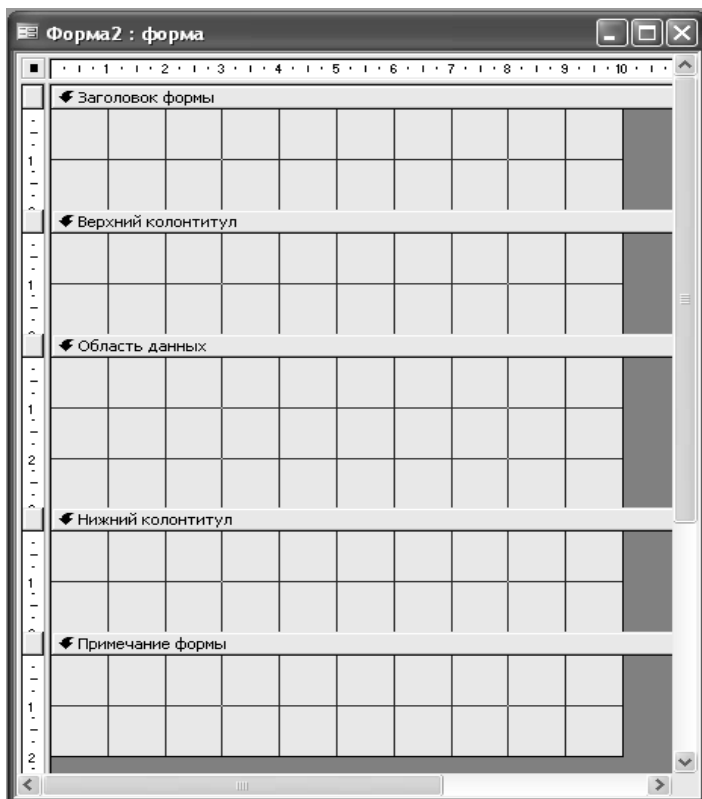 Форма2 : форма
1 2 3 4 5 6 7 8 9 10
Заголовок формы
1
Верхний колонтитул
1
Область данных
1
2
Нижний колонтитул
1
Примечание формы
1
2